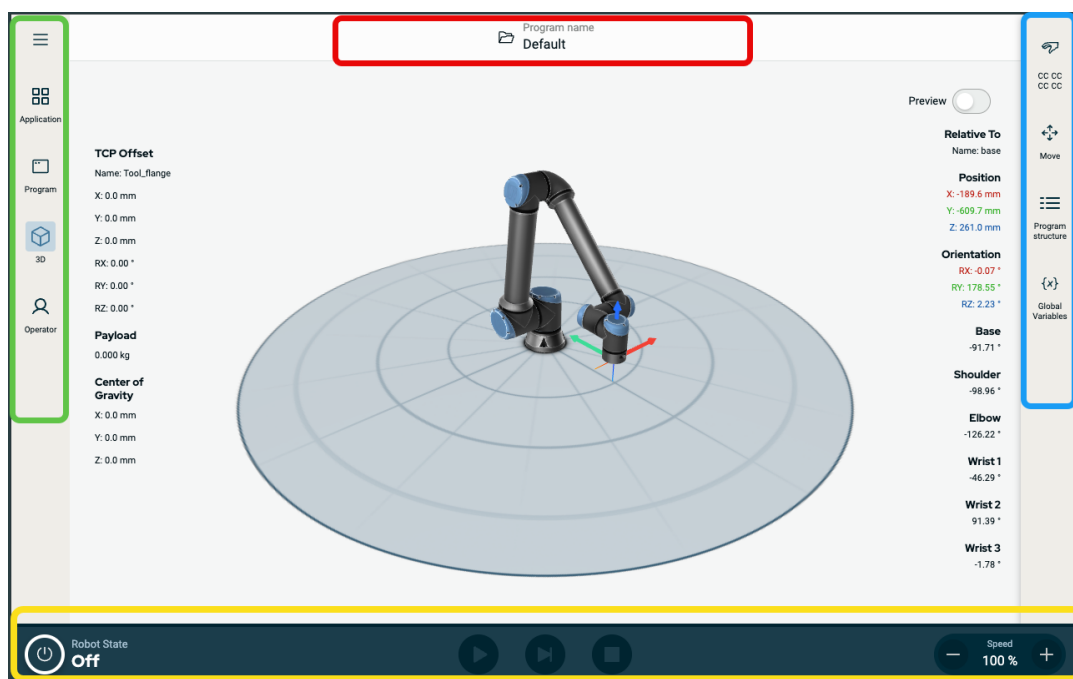 Program name
Default
Application
Program
3D
Operator
TCP Offset
Name: Tool_flange
X: 0.0 mm
Y: 0.0 mm
Z: 0.0 mm
RX: 0.00 °
RY: 0.00 °
RZ: 0.00 °
Payload
0.000 kg
Center of
Gravity
X: 0.0 mm
Y: 0.0 mm
Z: 0.0 mm
Preview
Relative To
Name: base
Position
X: -189.6 mm
Y: -609.7 mm
Z: 261.0 mm
Orientation
RX: -0.07 °
RY: 178.55 °
RZ: 2.23 °
Base
-91.71 °
Shoulder
-98.96 °
Elbow
-126.22 °
Wrist 1
-46.29 °
Wrist 2
91.39 °
Wrist 3
-1.78 °
CC CC
CC CC
Move
Program
structure
{x}
Global
Variables
Robot State
Off
Speed
100 %